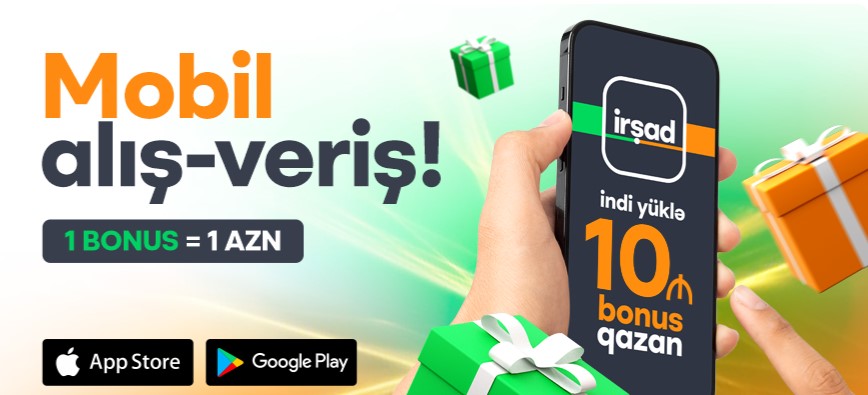 Mobil
alış-veriş!
1 BONUS = 1 AZN
App Store
Google Play
irşad
indi yüklə
10₼
bonus
qazan